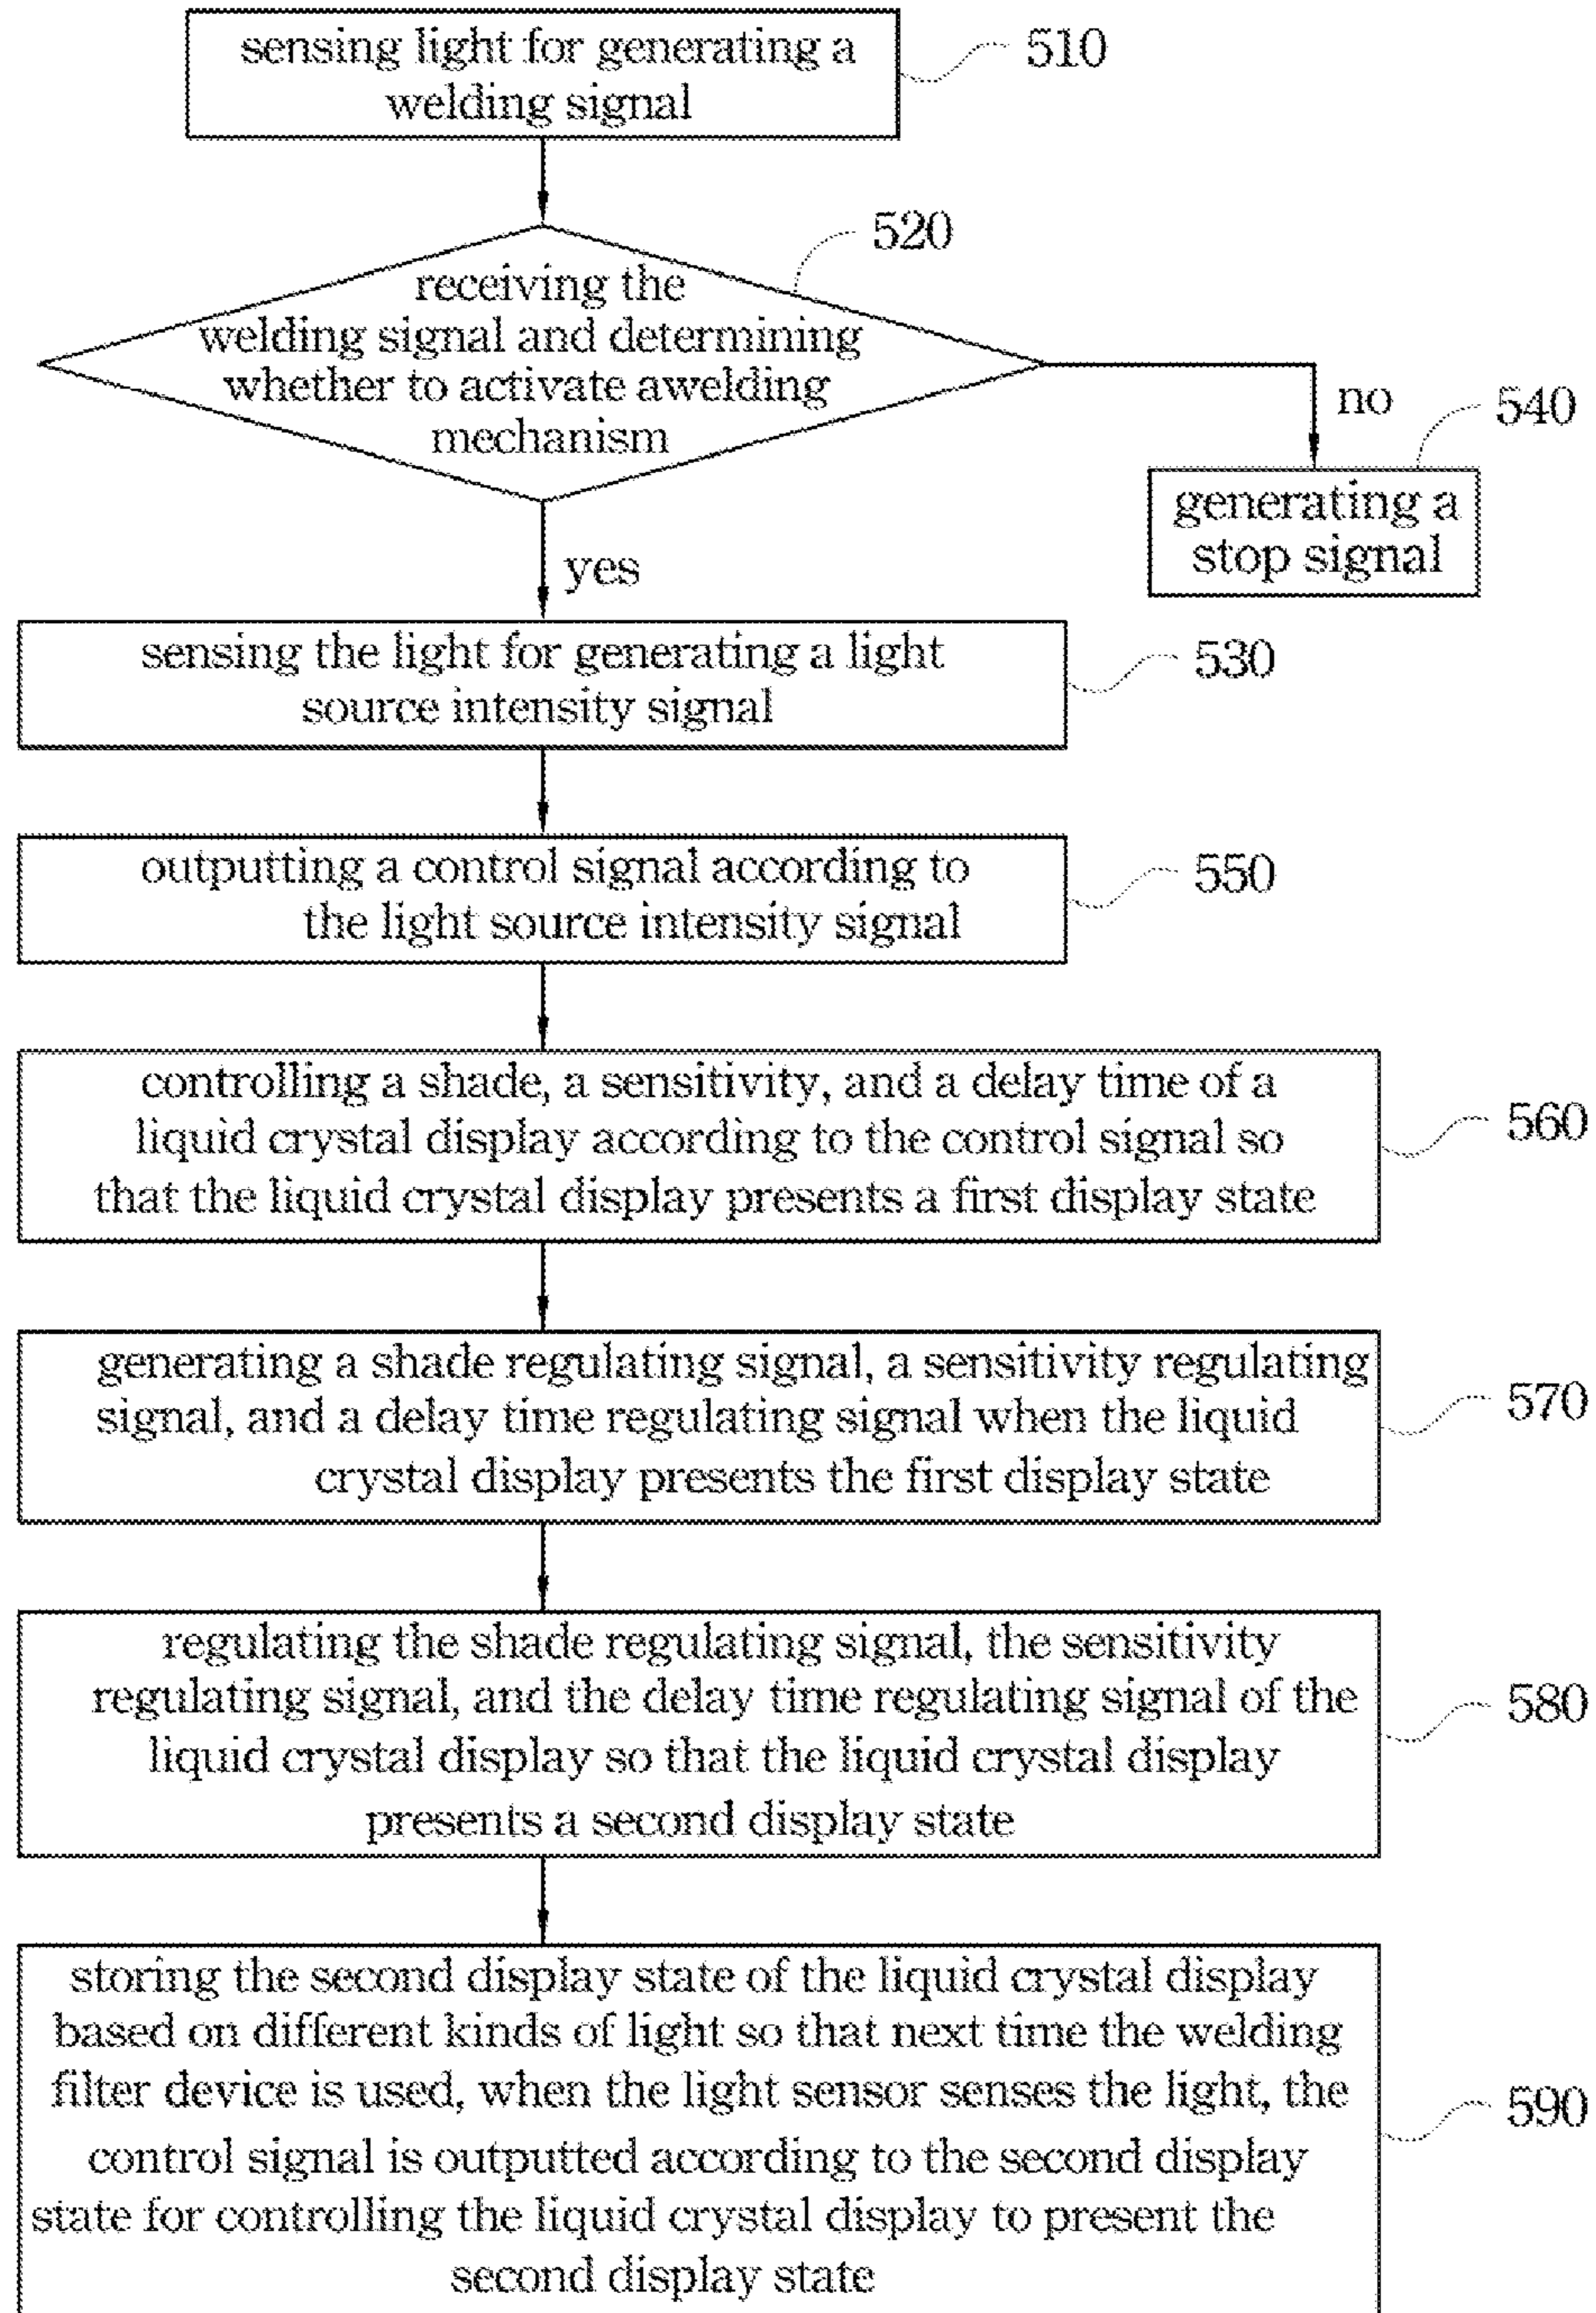 sensing light for generating a
welding signal
510
520
receiving the
welding signal and determining
whether to activate awelding
mechanism
no
540
generating a
stop signal
yes
sensing the light for generating a light
source intensity signal
530
outputting a control signal according to
the light source intensity signal
550
controlling a shade, a sensitivity, and a delay time of a
liquid crystal display according to the control signal so
that the liquid crystal display presents a first display state
560
generating a shade regulating signal, a sensitivity regulating
signal, and a delay time regulating signal when the liquid
crystal display presents the first display state
570
regulating the shade regulating signal, the sensitivity
regulating signal, and the delay time regulating signal of the
liquid crystal display so that the liquid crystal display
presents a second display state
580
storing the second display state of the liquid crystal display
based on different kinds of light so that next time the welding
filter device is used, when the light sensor senses the light, the
control signal is outputted according to the second display
state for controlling the liquid crystal display to present the
second display state
590